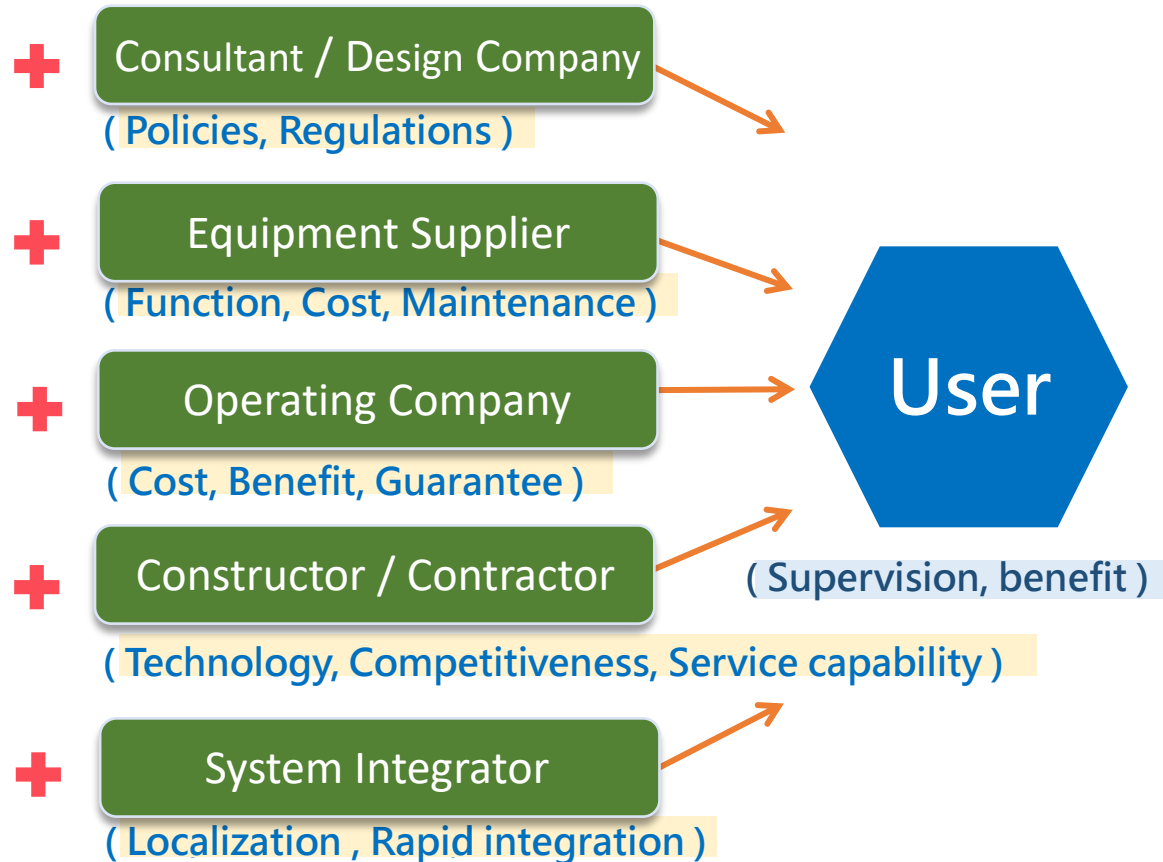 Consultant / Design Company
( Policies, Regulations )
Equipment Supplier
( Function, Cost, Maintenance )
Operating Company
( Cost, Benefit, Guarantee )
Constructor / Contractor
( Technology, Competitiveness, Service capability )
System Integrator
( Localization , Rapid integration )
User
( Supervision, benefit )